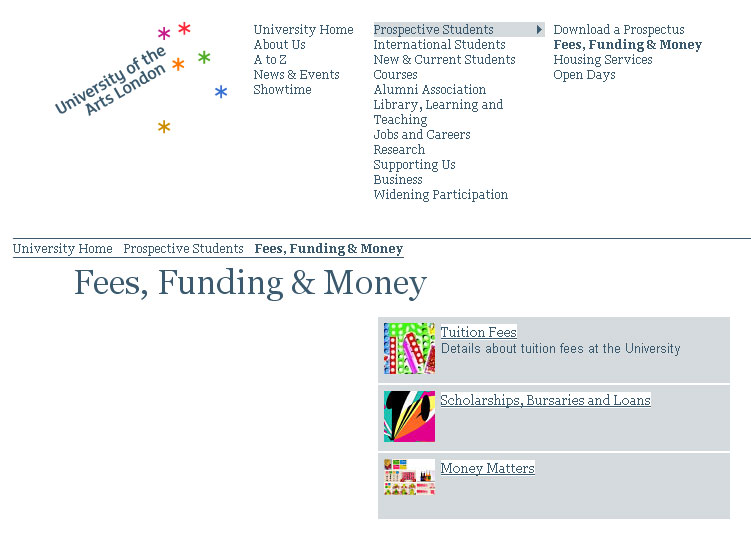 University of the
Arts London
University Home
About Us
A to Z
News & Events
Showtime
Prospective Students
International Students
New & Current Students
Courses
Alumni Association
Library, Learning and
Teaching
Jobs and Careers
Research
Supporting Us
Business
Widening Participation
Download a Prospectus
Fees, Funding & Money
Housing Services
Open Days
University Home Prospective Students Fees, Funding & Money
Fees, Funding & Money
Tuition Fees
Details about tuition fees at the University
Scholarships, Bursaries and Loans
Money Matters